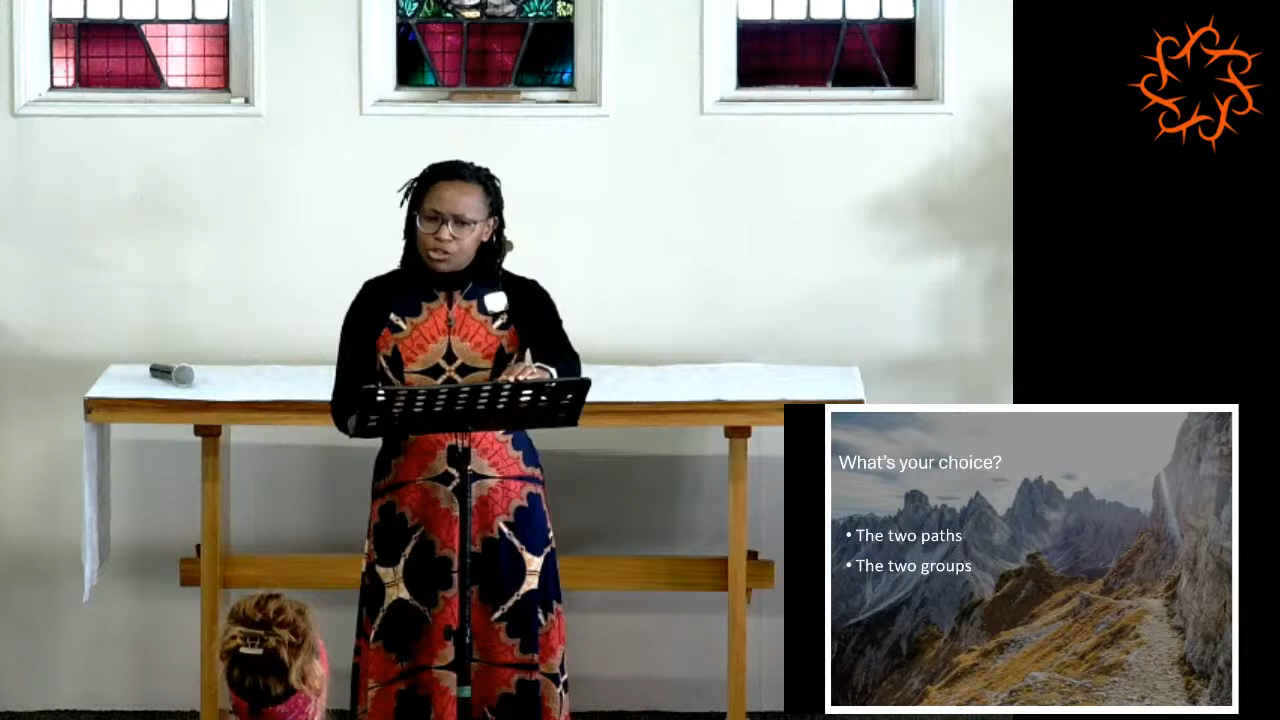 What's your choice?
• The two paths
• The two groups